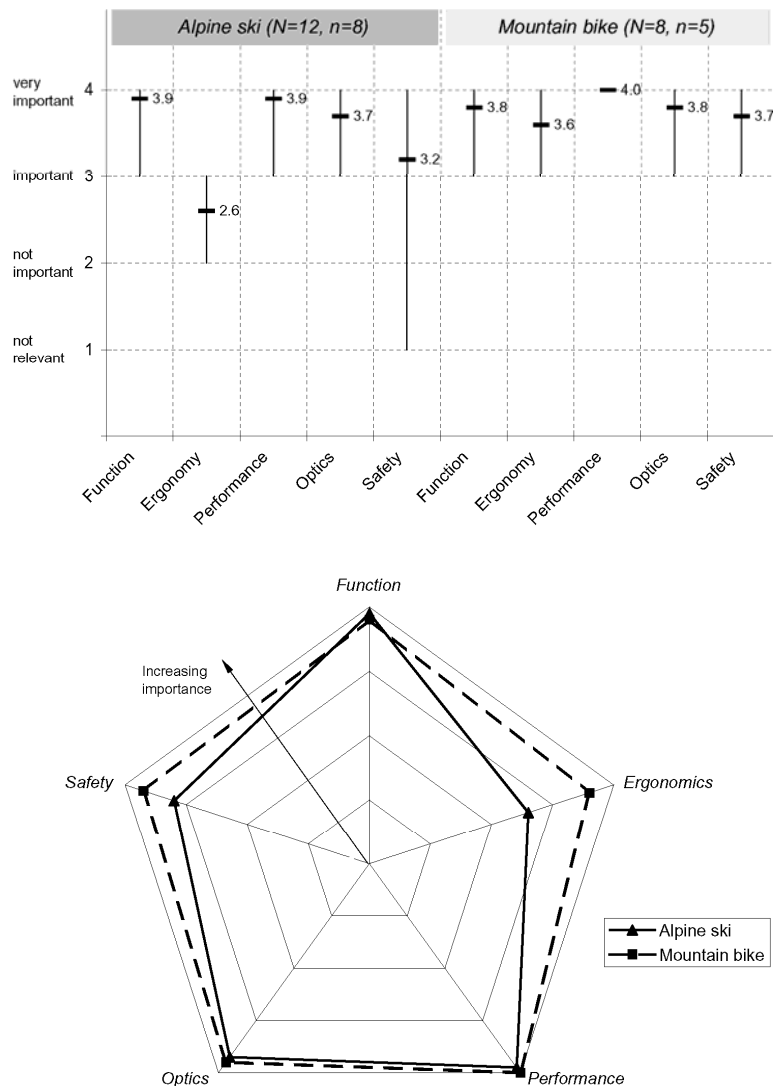 Alpine ski (N=12, n=8)
Mountain bike (N=8, n=5)
very
important
4
3.9
3.9
3.7
3.2
3.8
3.6
4.0
3.8
3.7
important
3
2.6
not
important
2
not
relevant
1
Function
Ergonomy
Performance
Optics
Safety
Function
Ergonomy
Performance
Optics
Safety
Function
Increasing
importance
Safety
Ergonomics
Alpine ski
Mountain bike
Optics
Performance